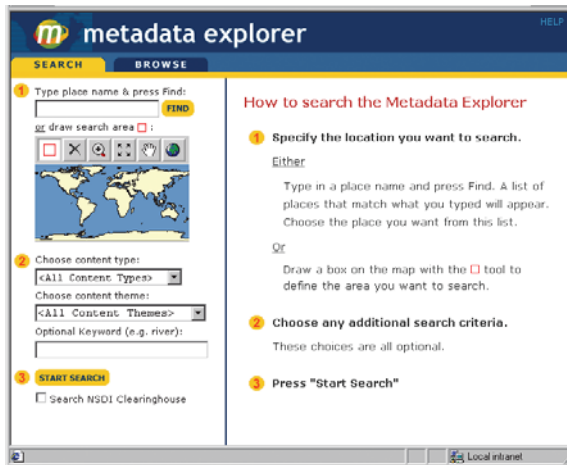 HELP
m metadata explorer
SEARCH BROWSE
1 Type place name & press Find:
FIND
or draw search area :
2 Choose content type:
<All Content Types>
Choose content theme:
<All Content Themes>
Optional Keyword (e.g. river):
3 START SEARCH
Search NSDI Clearinghouse
How to search the Metadata Explorer
1 Specify the location you want to search.
Either
Type in a place name and press Find. A list of
places that match what you typed will appear.
Choose the place you want from this list.
Or
Draw a box on the map with the tool to
define the area you want to search.
2 Choose any additional search criteria.
These choices are all optional.
3 Press "Start Search"
Local intranet